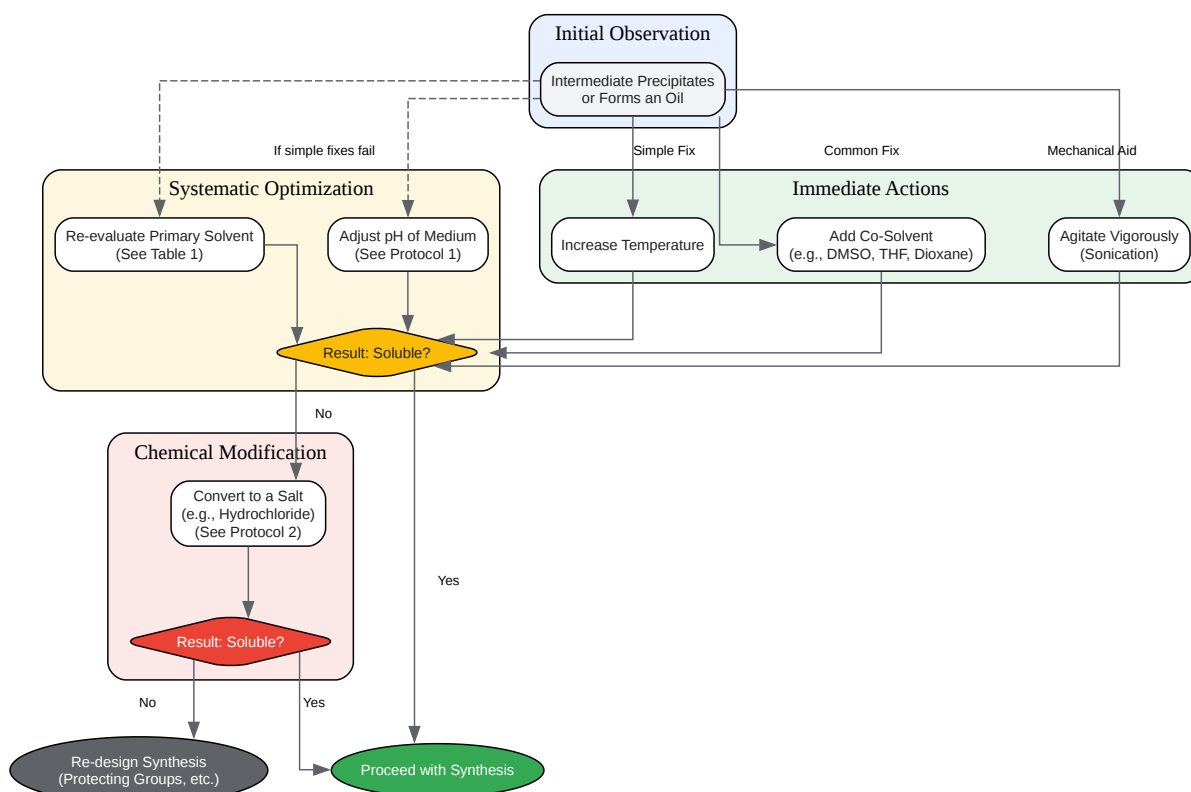 Initial Observation
Intermediate Precipitates
or Forms an Oil
If simple fixes fail
Simple Fix
Common Fix
Mechanical Aid
Systematic Optimization
Immediate Actions
Re-evaluate Primary Solvent
(See Table 1)
Adjust pH of Medium
(See Protocol 1)
Increase Temperature
Add Co-Solvent
(e.g., DMSO, THF, Dioxane)
Agitate Vigorously
(Sonication)
Result: Soluble?
No
Chemical Modification
Convert to a Salt
(e.g., Hydrochloride)
(See Protocol 2)
Yes
Result: Soluble?
No
Yes
Re-design Synthesis
(Protecting Groups, etc.)
Proceed with Synthesis